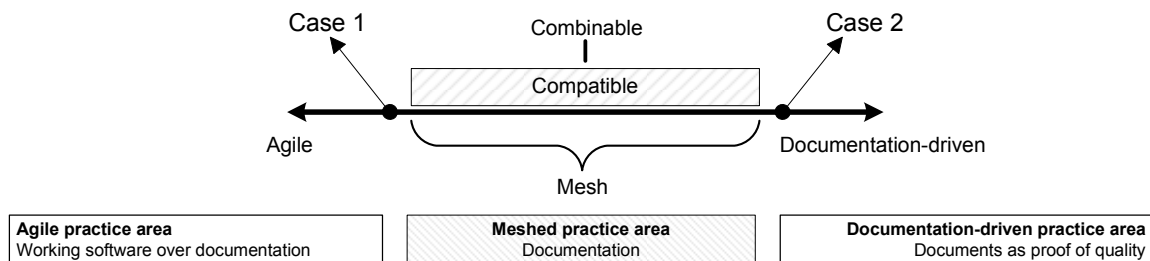 Case 1
Combinable
Case 2
Compatible
Agile
Documentation-driven
Mesh
Agile practice area
Working software over documentation
Meshed practice area
Documentation
Documentation-driven practice area
Documents as proof of quality